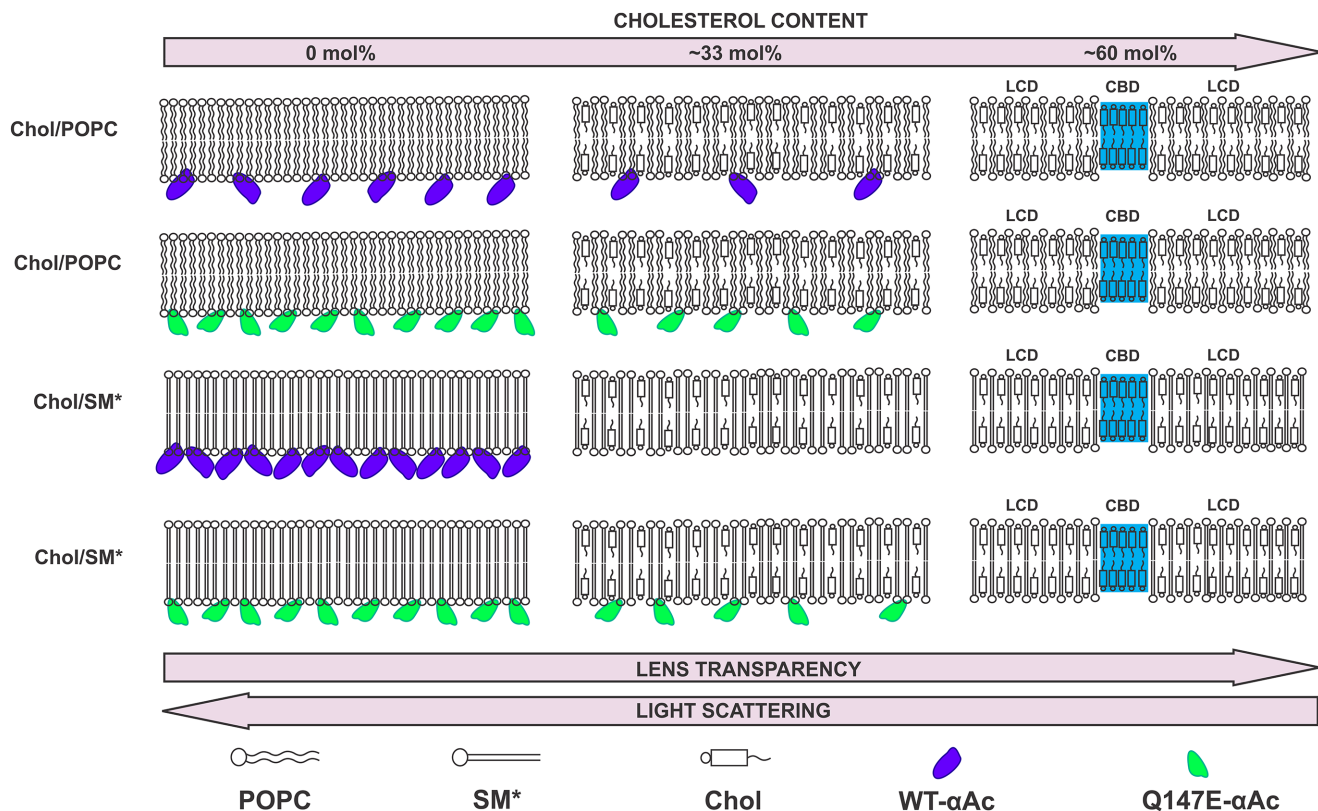 CHOLESTEROL CONTENT
0 mol% ~33 mol% ~60 mol%
LCD CBD LCD
Chol/POPC
LCD CBD LCD
Chol/POPC
LCD CBD LCD
Chol/SM*
LCD CBD LCD
Chol/SM*
LENS TRANSPARENCY
LIGHT SCATTERING
POPC SM* Chol WT-αAc Q147E-αAc